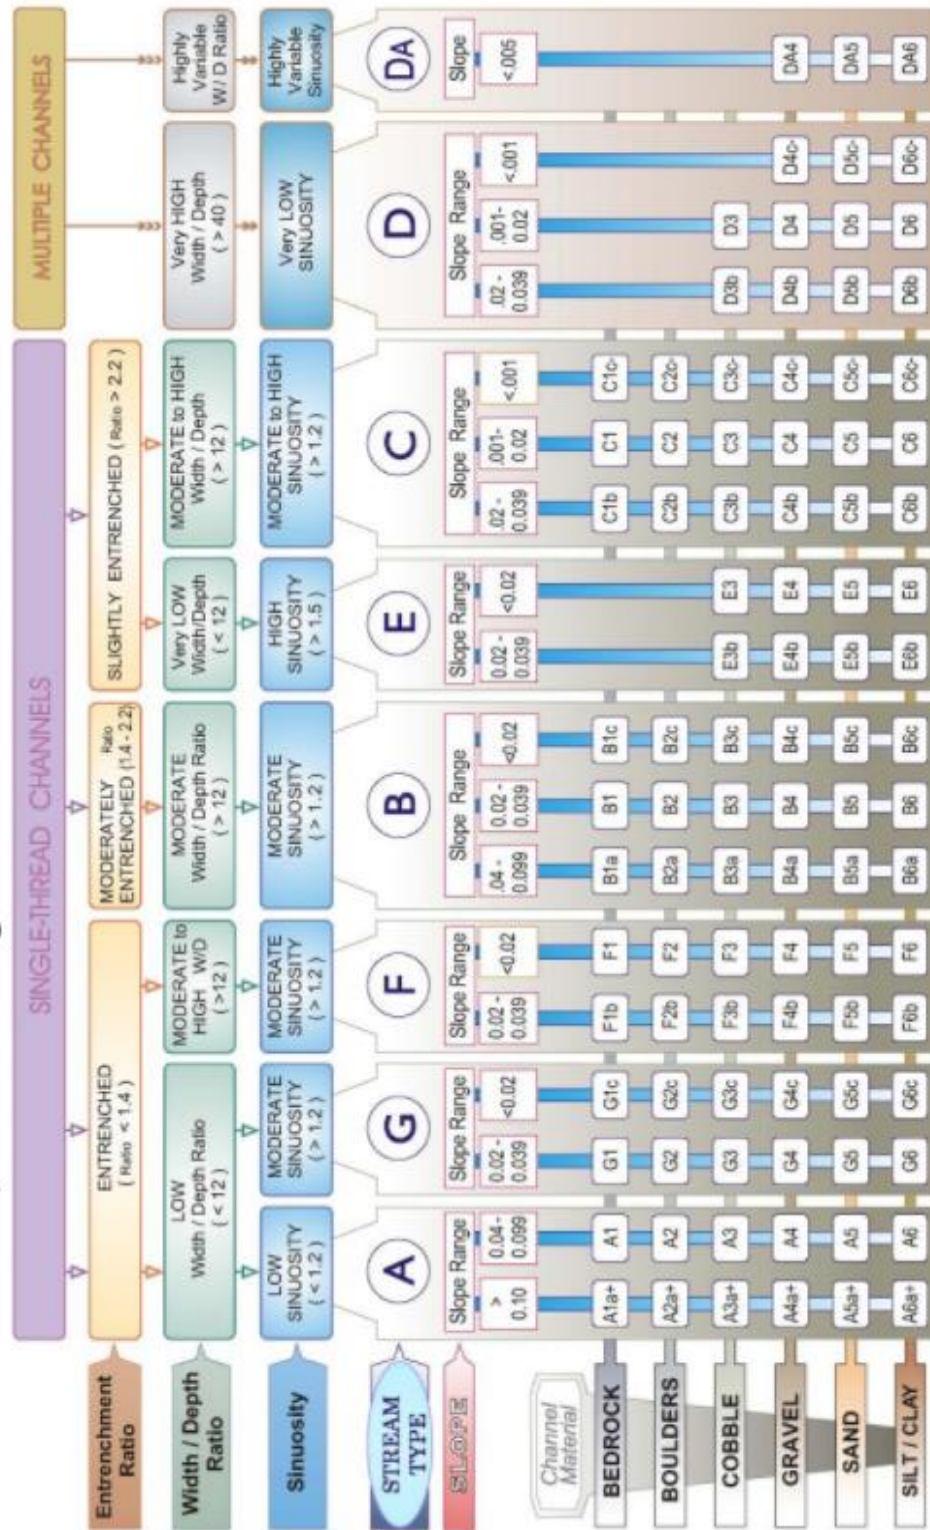 SINGLE-THREAD CHANNELS
MULTIPLE CHANNELS
Entrenchment
Ratio
ENTRENCHED
( Ratio < 1.4 )
MODERATELY Ratio
ENTRENCHED (1.4 - 2.2)
SLIGHTLY ENTRENCHED ( Ratio > 2.2 )
Width / Depth
Ratio
LOW
Width / Depth Ratio
( < 12 )
MODERATE to
HIGH W/D
( >12 )
MODERATE
Width / Depth Ratio
( > 12 )
Very LOW
Width/Depth
( < 12 )
MODERATE to HIGH
Width / Depth
( > 12 )
Very HIGH
Width / Depth
( > 40 )
Highly
Variable
W / D Ratio
Sinuosity
LOW
SINUOSITY
( < 1.2 )
MODERATE
SINUOSITY
( > 1.2 )
MODERATE
SINUOSITY
( > 1.2 )
MODERATE
SINUOSITY
( > 1.2 )
HIGH
SINUOSITY
( > 1.5 )
MODERATE to HIGH
SINUOSITY
( > 1.2 )
Very LOW
SINUOSITY
Highly
Variable
Sinuosity
STREAM
TYPE
A
G
F
B
E
C
D
DA
SLOPE
Slope Range
Slope Range
Slope Range
Slope Range
Slope Range
Slope Range
Slope Range
Slope
>
0.10
0.04 -
0.099
0.02 -
0.039
<0.02
0.02 -
0.039
<0.02
.04 -
0.099
0.02 -
0.039
<0.02
0.02 -
0.039
<0.02
.02 -
0.039
.001-
0.02
<.001
.02 -
0.039
.001-
0.02
<.001
<.005
Channel
Material
BEDROCK A1a+ A1 G1 G1c F1b F1 B1a B1 B1c C1b C1 C1c-
BOULDERS A2a+ A2 G2 G2c F2b F2 B2a B2 B2c C2b C2 C2c-
COBBLE A3a+ A3 G3 G3c F3b F3 B3a B3 B3c E3b E3 C3b C3 C3c- D3b D3
GRAVEL A4a+ A4 G4 G4c F4b F4 B4a B4 B4c E4b E4 C4b C4 C4c- D4b D4 D4c- DA4
SAND A5a+ A5 G5 G5c F5b F5 B5a B5 B5c E5b E5 C5b C5 C5c- D5b D5 D5c- DA5
SILT / CLAY A6a+ A6 G6 G6c F6b F6 B6a B6 B6c E6b E6 C6b C6 C6c- D6b D6 D6c- DA6